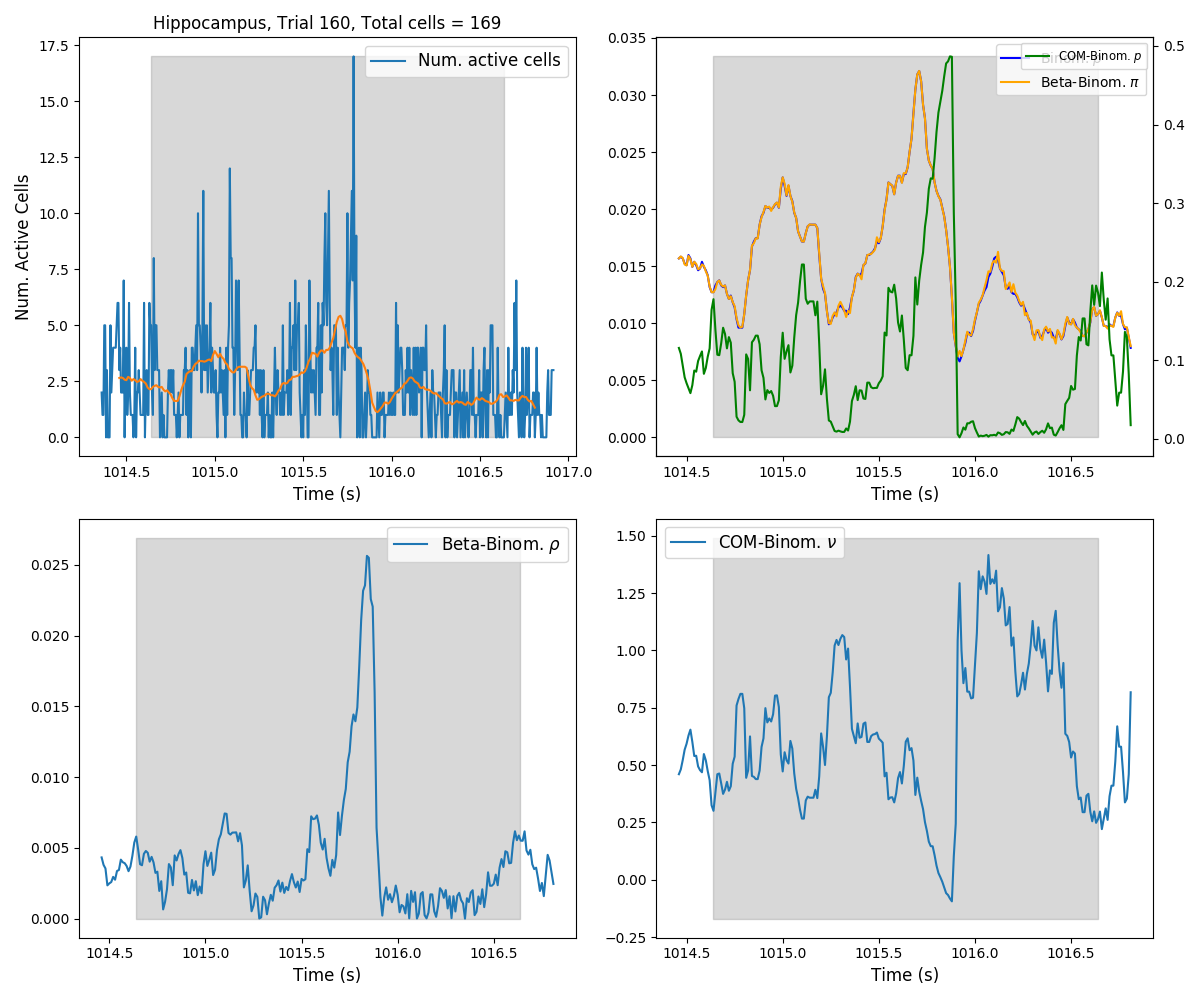 Hippocampus, Trial 160, Total cells = 169
Num. active cells
Num. Active Cells
17.5
15.0
12.5
10.0
7.5
5.0
2.5
0.0
1014.5 1015.0 1015.5 1016.0 1016.5 1017.0
Time (s)
COM-Binom. p
Beta-Binom. π
0.035
0.030
0.025
0.020
0.015
0.010
0.005
0.000
0.5
0.4
0.3
0.2
0.1
0.0
1014.5 1015.0 1015.5 1016.0 1016.5
Time (s)
Beta-Binom. ρ
0.025
0.020
0.015
0.010
0.005
0.000
1014.5 1015.0 1015.5 1016.0 1016.5
Time (s)
COM-Binom. ν
1.50
1.25
1.00
0.75
0.50
0.25
0.00
−0.25
1014.5 1015.0 1015.5 1016.0 1016.5
Time (s)